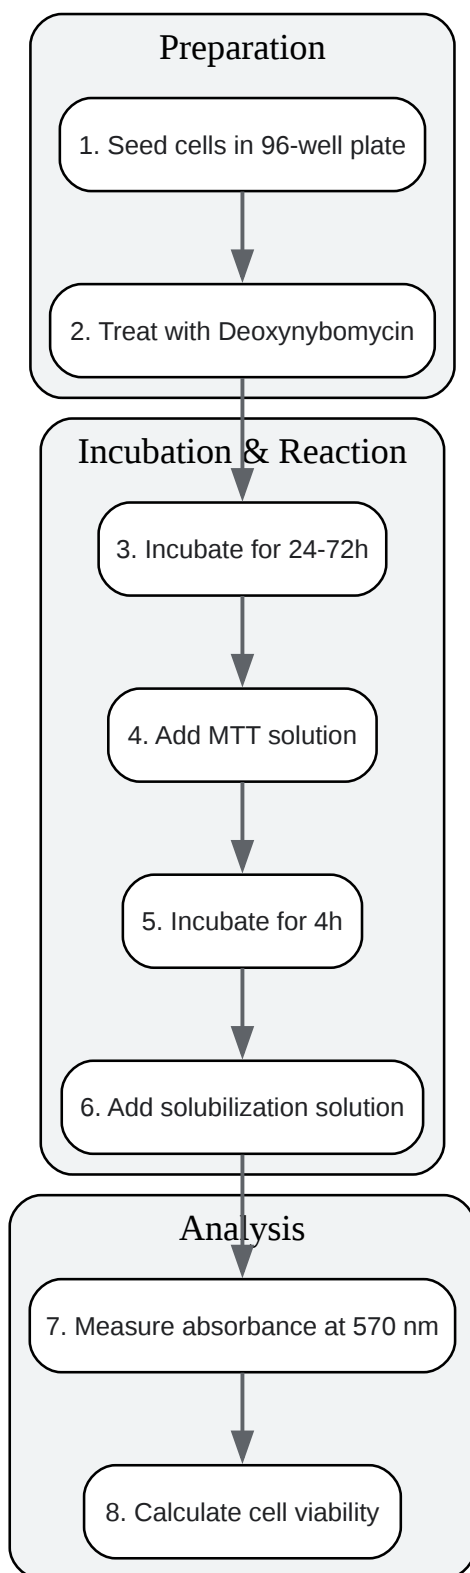 Preparation
1. Seed cells in 96-well plate
2. Treat with Deoxynybomycin
Incubation & Reaction
3. Incubate for 24-72h
4. Add MTT solution
5. Incubate for 4h
6. Add solubilization solution
Analysis
7. Measure absorbance at 570 nm
8. Calculate cell viability